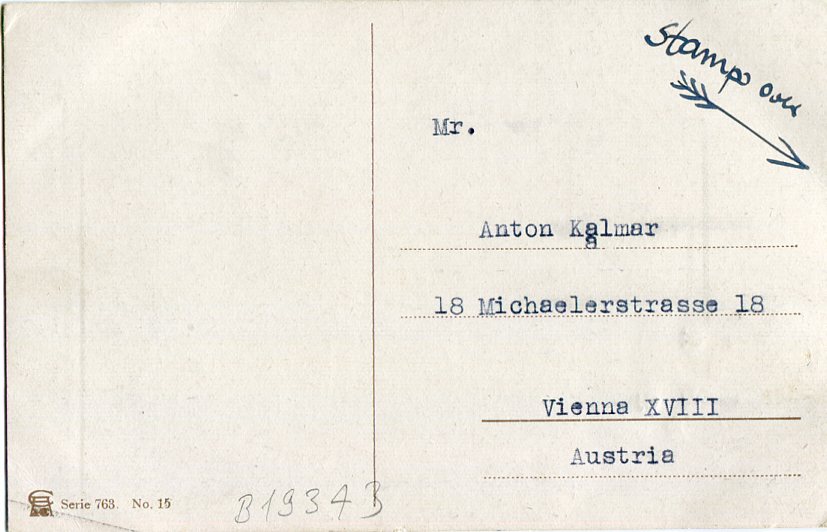 Stamp over
Mr.
Anton Kalmar
18 Michaelerstrasse 18
Vienna XVIII
Austria
Serie 763. No. 15
B19343